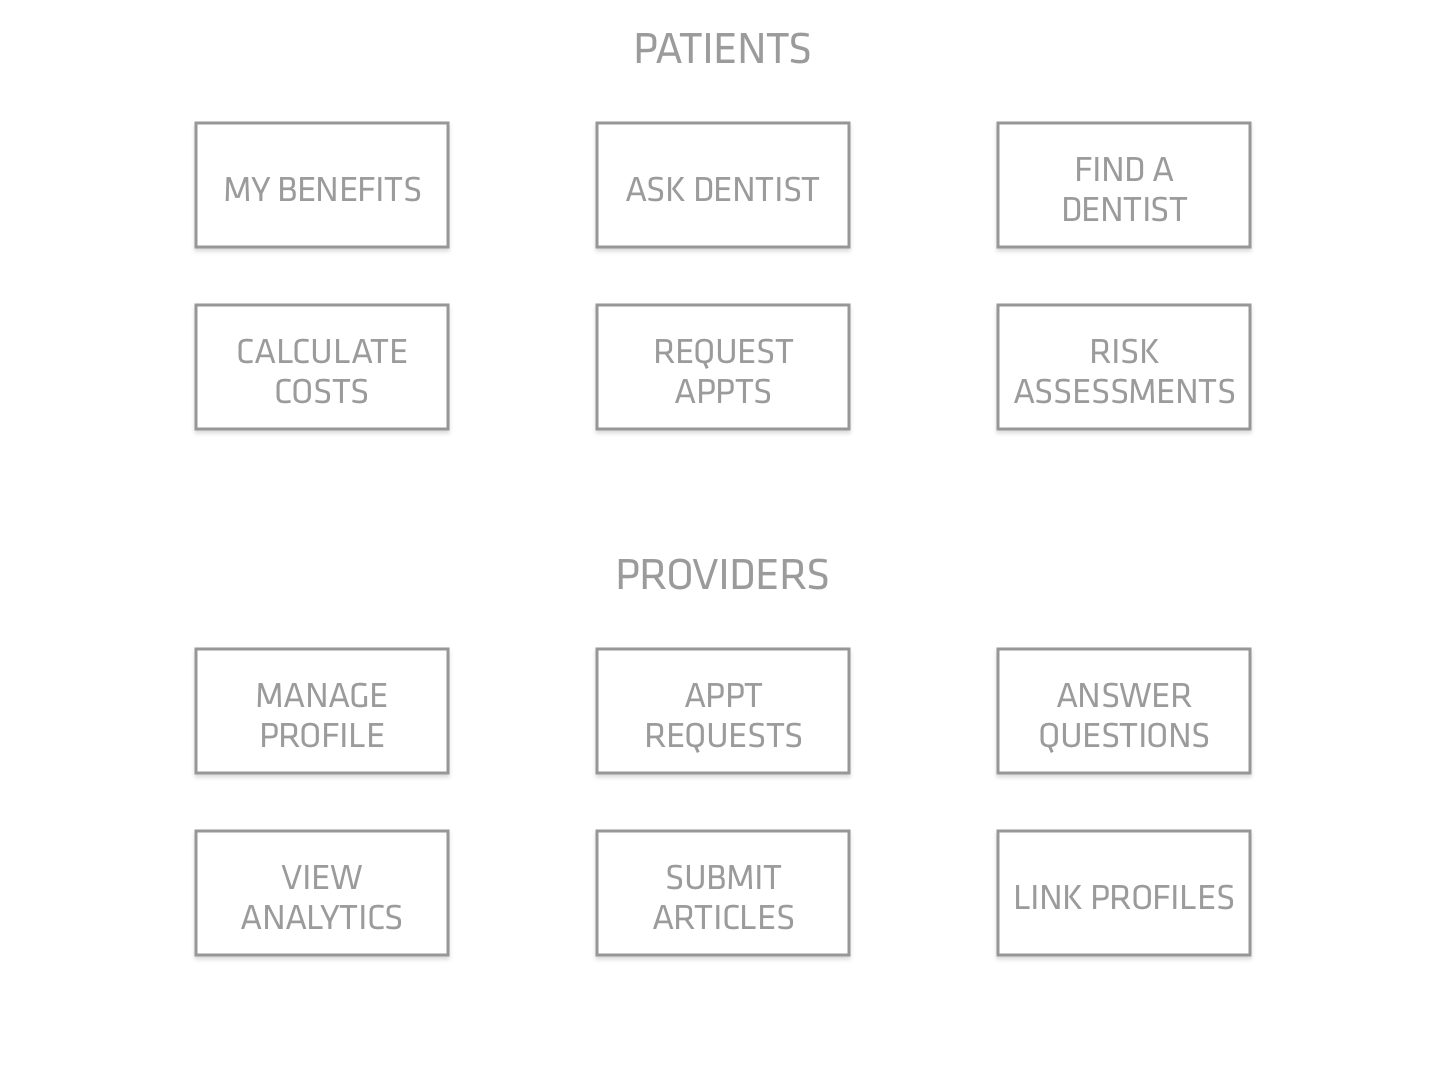 PATIENTS
MY BENEFITS
ASK DENTIST
FIND A
DENTIST
CALCULATE
COSTS
REQUEST
APPTS
RISK
ASSESSMENTS
PROVIDERS
MANAGE
PROFILE
APPT
REQUESTS
ANSWER
QUESTIONS
VIEW
ANALYTICS
SUBMIT
ARTICLES
LINK PROFILES